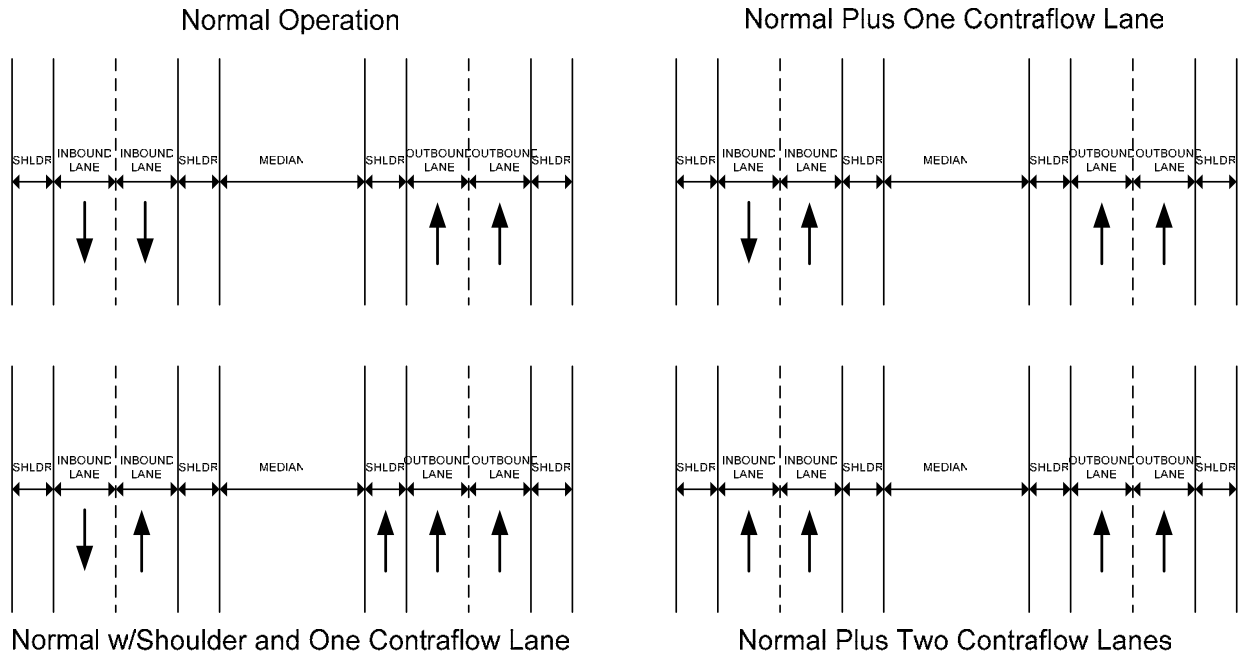 Normal Operation
Normal Plus One Contraflow Lane
SHLDR INBOUND LANE INBOUND LANE SHLDR MEDIAN SHLDR OUTBOUND LANE OUTBOUND LANE SHLDR
SHLDR INBOUND LANE INBOUND LANE SHLDR MEDIAN SHLDR OUTBOUND LANE OUTBOUND LANE SHLDR
SHLDR INBOUND LANE INBOUND LANE SHLDR MEDIAN SHLDR OUTBOUND LANE OUTBOUND LANE SHLDR
SHLDR INBOUND LANE INBOUND LANE SHLDR MEDIAN SHLDR OUTBOUND LANE OUTBOUND LANE SHLDR
Normal w/Shoulder and One Contraflow Lane
Normal Plus Two Contraflow Lanes